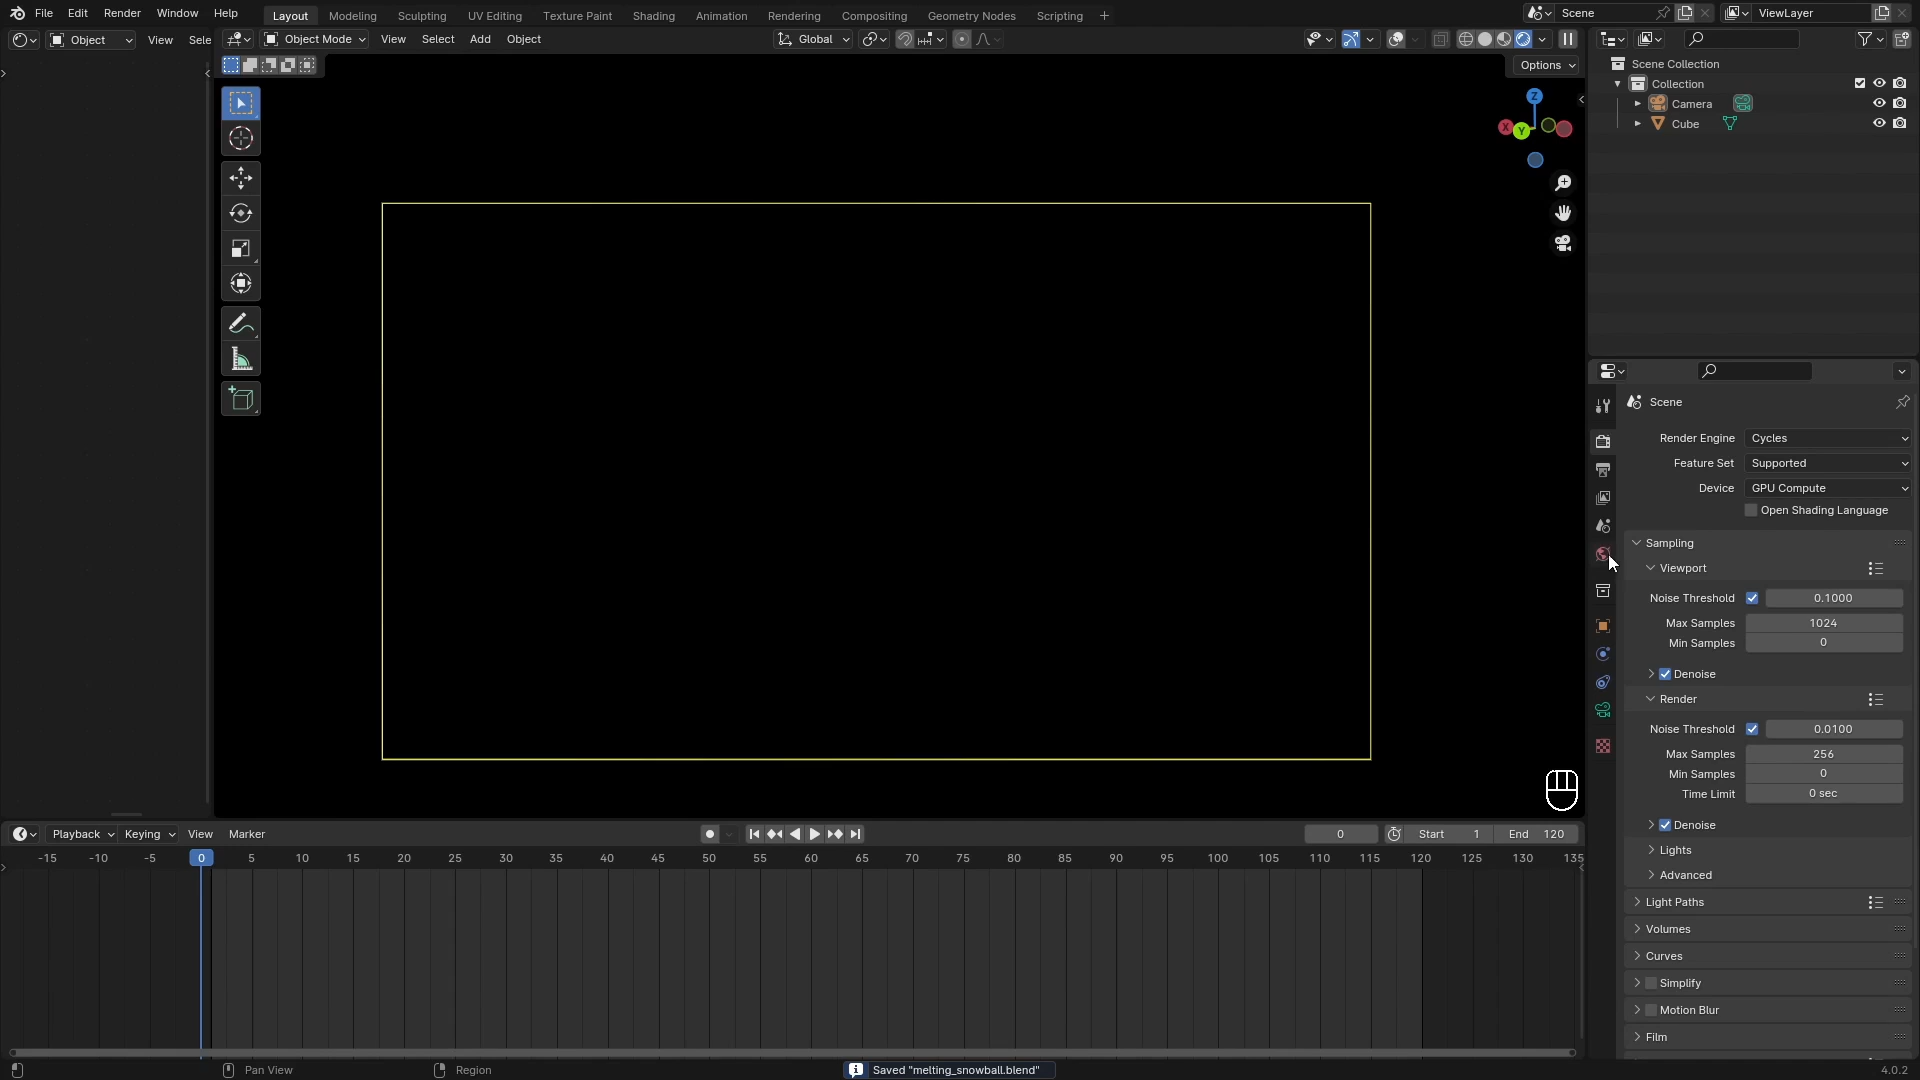 File Edit Render Window Help Layout Modeling Sculpting UV Editing Texture Paint Shading Animation Rendering Compositing Geometry Nodes Scripting + Scene ViewLayer
Object View Sele Object Mode View Select Add Object Global
Options
Z
X
Y
Scene Collection
Collection
Camera
Cube
Scene
Render Engine Cycles
Feature Set Supported
Device GPU Compute
Open Shading Language
Sampling
Viewport
Noise Threshold 0.1000
Max Samples 1024
Min Samples 0
Denoise
Render
Noise Threshold 0.0100
Max Samples 256
Min Samples 0
Time Limit 0 sec
Denoise
Lights
Advanced
Light Paths
Volumes
Curves
Simplify
Motion Blur
Film
Playback Keying View Marker 0 Start 1 End 120
-15 -10 -5 0 5 10 15 20 25 30 35 40 45 50 55 60 65 70 75 80 85 90 95 100 105 110 115 120 125 130 135
Pan View Region Saved "melting_snowball.blend" 4.0.2